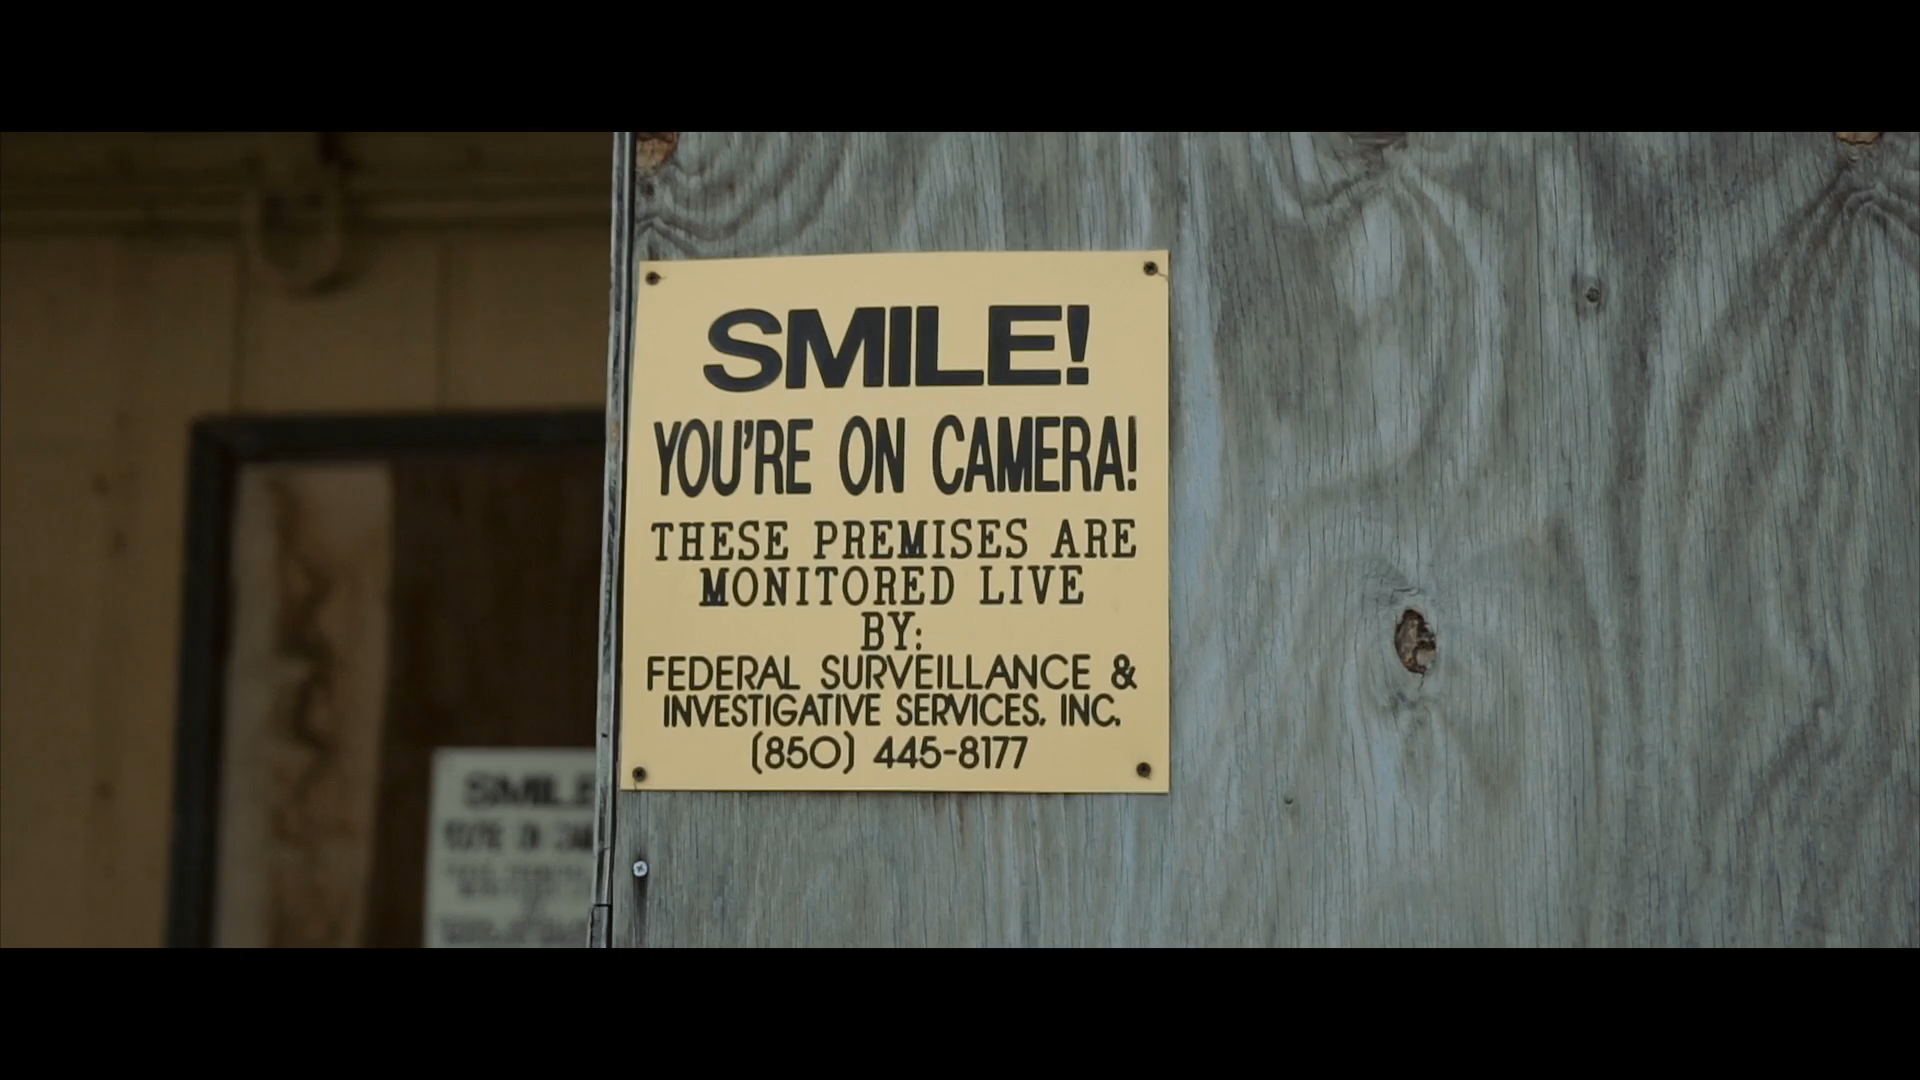 SMILE!
YOU'RE ON CAMERA!
THESE PREMISES ARE
MONITORED LIVE
BY:
FEDERAL SURVEILLANCE &
INVESTIGATIVE SERVICES, INC.
(850) 445-8177
SMILE